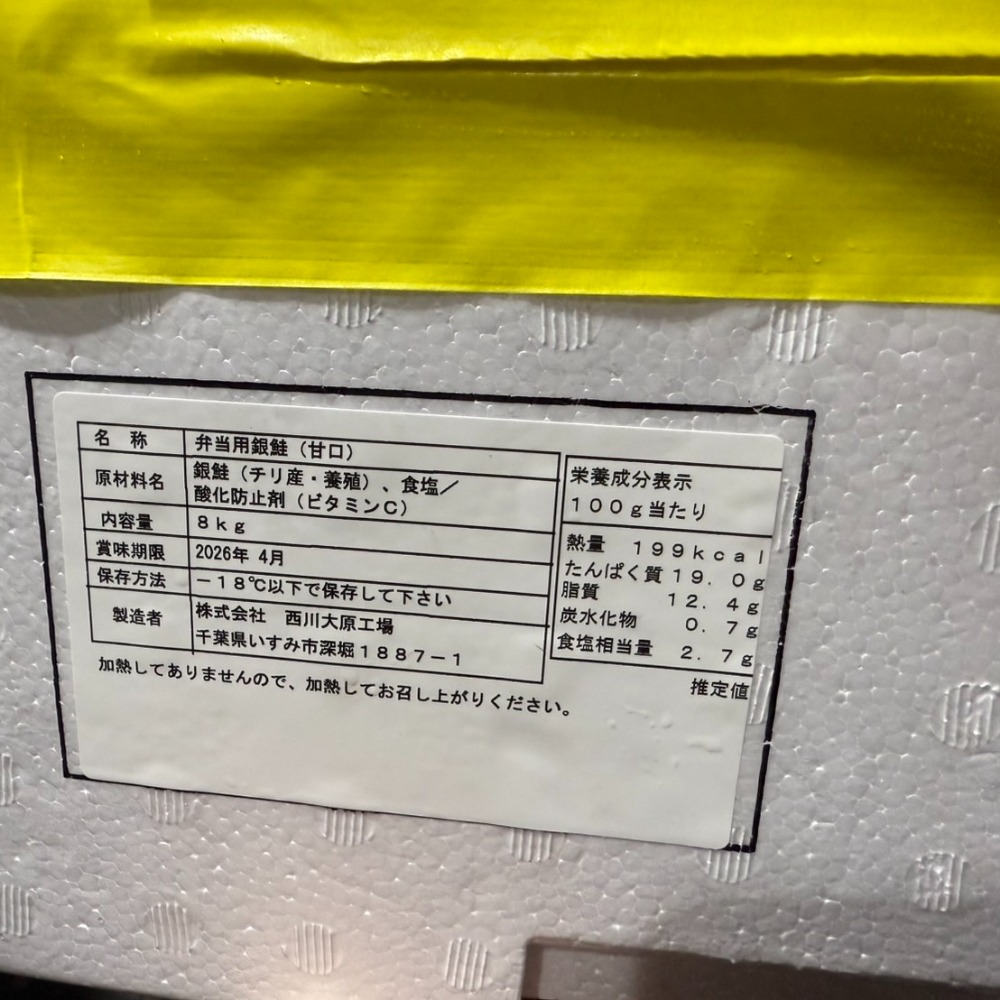 名 称 弁当用銀鮭（甘口）
原材料名 銀鮭（チリ産・養殖）、食塩／
酸化防止剤（ビタミンC）
内容量 8kg
賞味期限 2026年 4月
保存方法 −18℃以下で保存して下さい
製造者 株式会社 西川大原工場
千葉県いすみ市深堀1887−1
加熱してありませんので、加熱してお召し上がりください。
栄養成分表示
100g当たり
熱量 199kcal
たんぱく質 19.0g
脂質 12.4g
炭水化物 0.7g
食塩相当量 2.7g
推定値